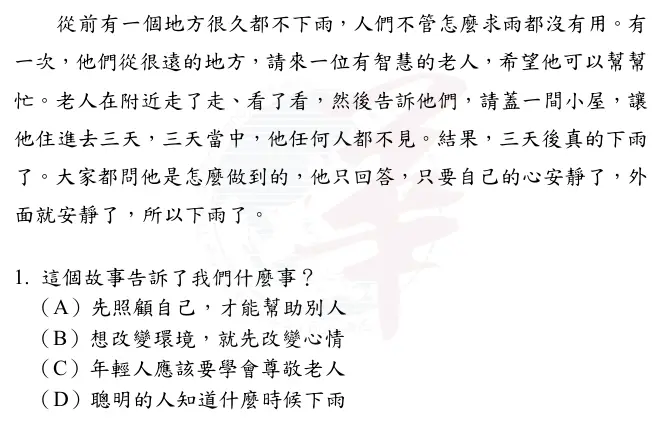 從前有一個地方很久都不下雨，人們不管怎麼求雨都沒有用。有
一次，他們從很遠的地方，請來一位有智慧的老人，希望他可以幫幫
忙。老人在附近走了走、看了看，然後告訴他們，請蓋一間小屋，讓
他住進去三天，三天當中，他任何人都不見。結果，三天後真的下雨
了。大家都問他是怎麼做到的，他只回答，只要自己的心安靜了，外
面就安靜了，所以下雨了。
1. 這個故事告訴了我們什麼事？
（A）先照顧自己，才能幫助別人
（B）想改變環境，就先改變心情
（C）年輕人應該要學會尊敬老人
（D）聰明的人知道什麼時候下雨